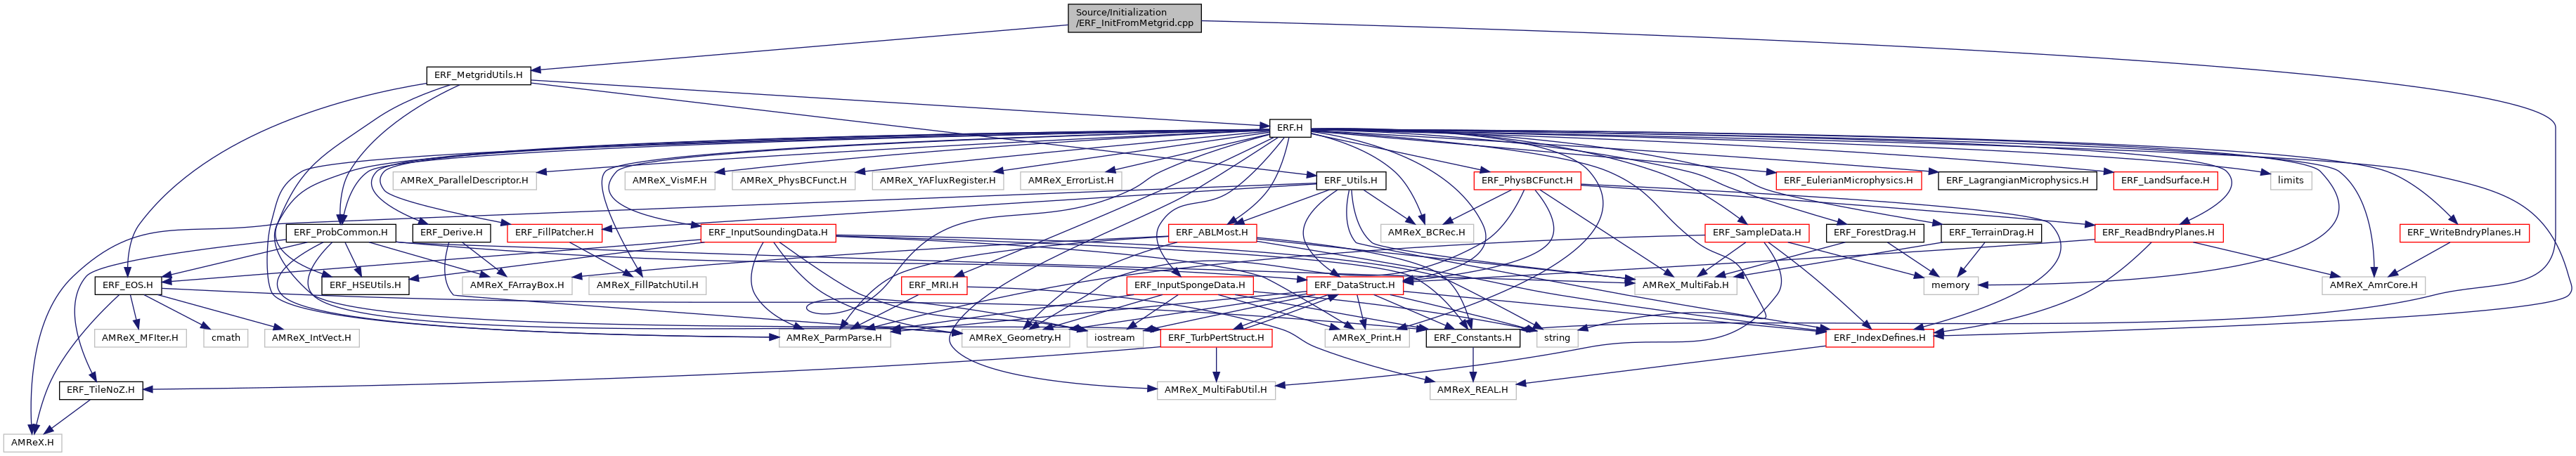 Source/Initialization
/ERF_InitFromMetgrid.cpp
ERF_MetgridUtils.H
ERF.H
AMReX_ParallelDescriptor.H
AMReX_VisMF.H
AMReX_PhysBCFunct.H
AMReX_YAFluxRegister.H
AMReX_ErrorList.H
ERF_Utils.H
ERF_PhysBCFunct.H
ERF_EulerianMicrophysics.H
ERF_LagrangianMicrophysics.H
ERF_LandSurface.H
limits
ERF_ProbCommon.H
ERF_Derive.H
ERF_FillPatcher.H
ERF_InputSoundingData.H
ERF_ABLMost.H
AMReX_BCRec.H
ERF_SampleData.H
ERF_ForestDrag.H
ERF_TerrainDrag.H
ERF_ReadBndryPlanes.H
ERF_WriteBndryPlanes.H
ERF_EOS.H
ERF_HSEUtils.H
AMReX_FArrayBox.H
AMReX_FillPatchUtil.H
ERF_MRI.H
ERF_InputSpongeData.H
ERF_DataStruct.H
AMReX_MultiFab.H
memory
AMReX_AmrCore.H
AMReX_MFIter.H
cmath
AMReX_IntVect.H
AMReX_ParmParse.H
AMReX_Geometry.H
iostream
ERF_TurbPertStruct.H
AMReX_Print.H
ERF_Constants.H
string
ERF_IndexDefines.H
ERF_TileNoZ.H
AMReX_MultiFabUtil.H
AMReX_REAL.H
AMReX.H